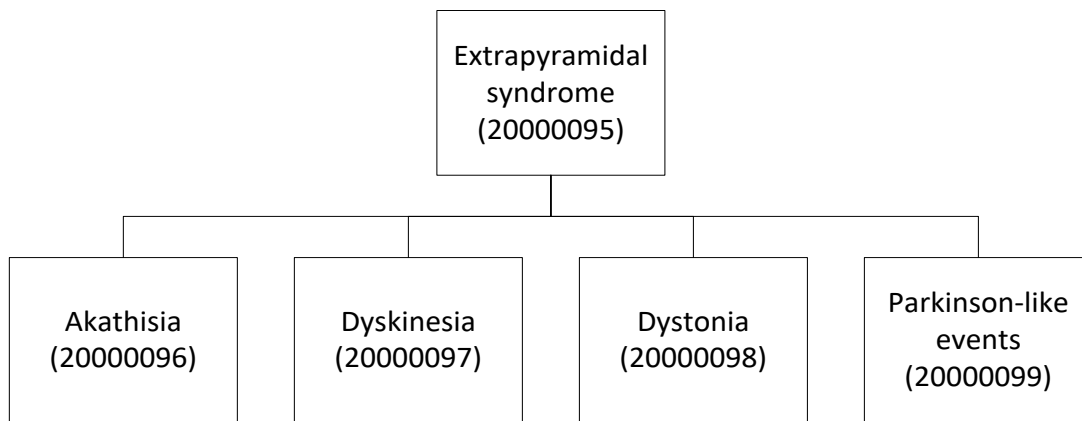 Extrapyramidal
syndrome
(20000095)
Akathisia
(20000096)
Dyskinesia
(20000097)
Dystonia
(20000098)
Parkinson-like
events
(20000099)